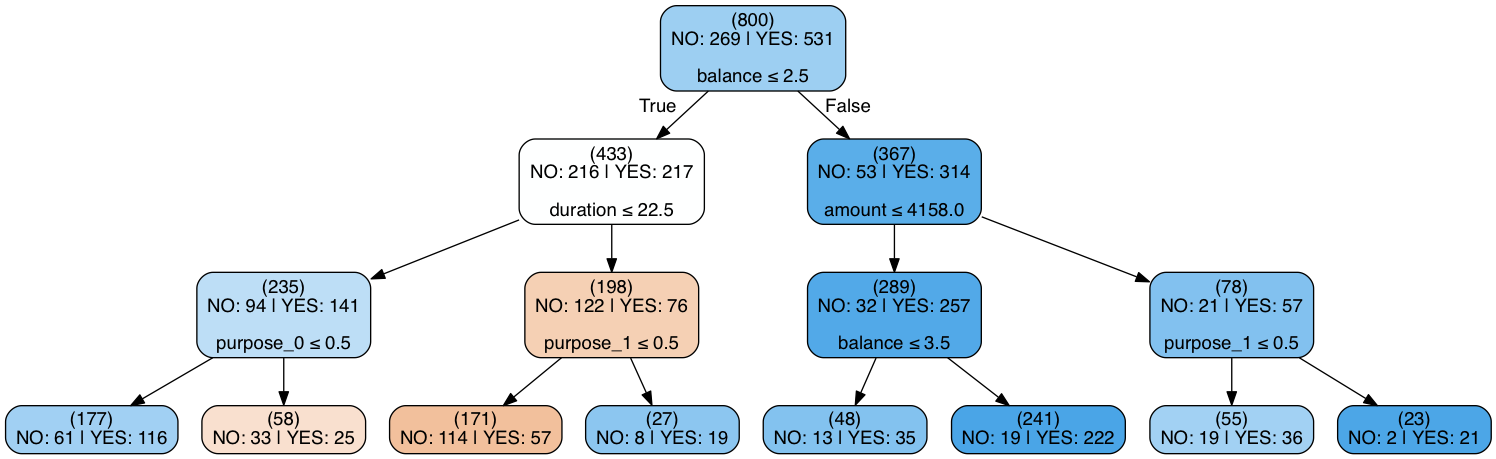 (800)
NO: 269 | YES: 531
balance ≤ 2.5
True
False
(433)
NO: 216 | YES: 217
duration ≤ 22.5
(367)
NO: 53 | YES: 314
amount ≤ 4158.0
(235)
NO: 94 | YES: 141
purpose_0 ≤ 0.5
(198)
NO: 122 | YES: 76
purpose_1 ≤ 0.5
(289)
NO: 32 | YES: 257
balance ≤ 3.5
(78)
NO: 21 | YES: 57
purpose_1 ≤ 0.5
(177)
NO: 61 | YES: 116
(58)
NO: 33 | YES: 25
(171)
NO: 114 | YES: 57
(27)
NO: 8 | YES: 19
(48)
NO: 13 | YES: 35
(241)
NO: 19 | YES: 222
(55)
NO: 19 | YES: 36
(23)
NO: 2 | YES: 21